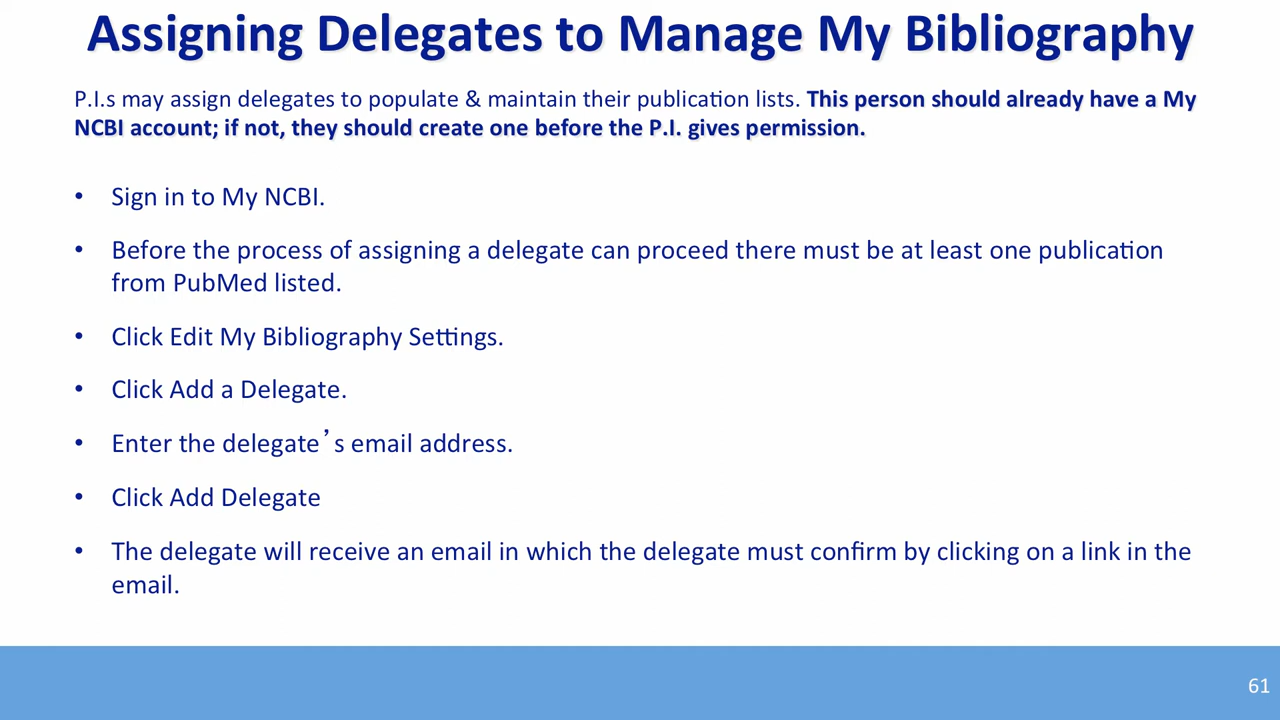 Assigning Delegates to Manage My Bibliography
P.I.s may assign delegates to populate & maintain their publication lists. This person should already have a My
NCBI account; if not, they should create one before the P.I. gives permission.
• Sign in to My NCBI.
• Before the process of assigning a delegate can proceed there must be at least one publication
from PubMed listed.
• Click Edit My Bibliography Settings.
• Click Add a Delegate.
• Enter the delegate’s email address.
• Click Add Delegate
• The delegate will receive an email in which the delegate must confirm by clicking on a link in the
email.
61